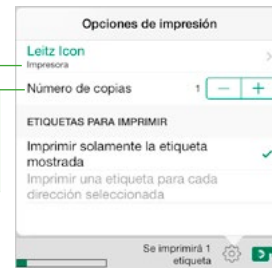 Opciones de impresión
Leitz Icon
Impresora
Número de copias 1
ETIQUETAS PARA IMPRIMIR
Imprimir solamente la etiqueta
mostrada
Imprimir una etiqueta para cada
dirección seleccionada
Se imprimirá 1
etiqueta